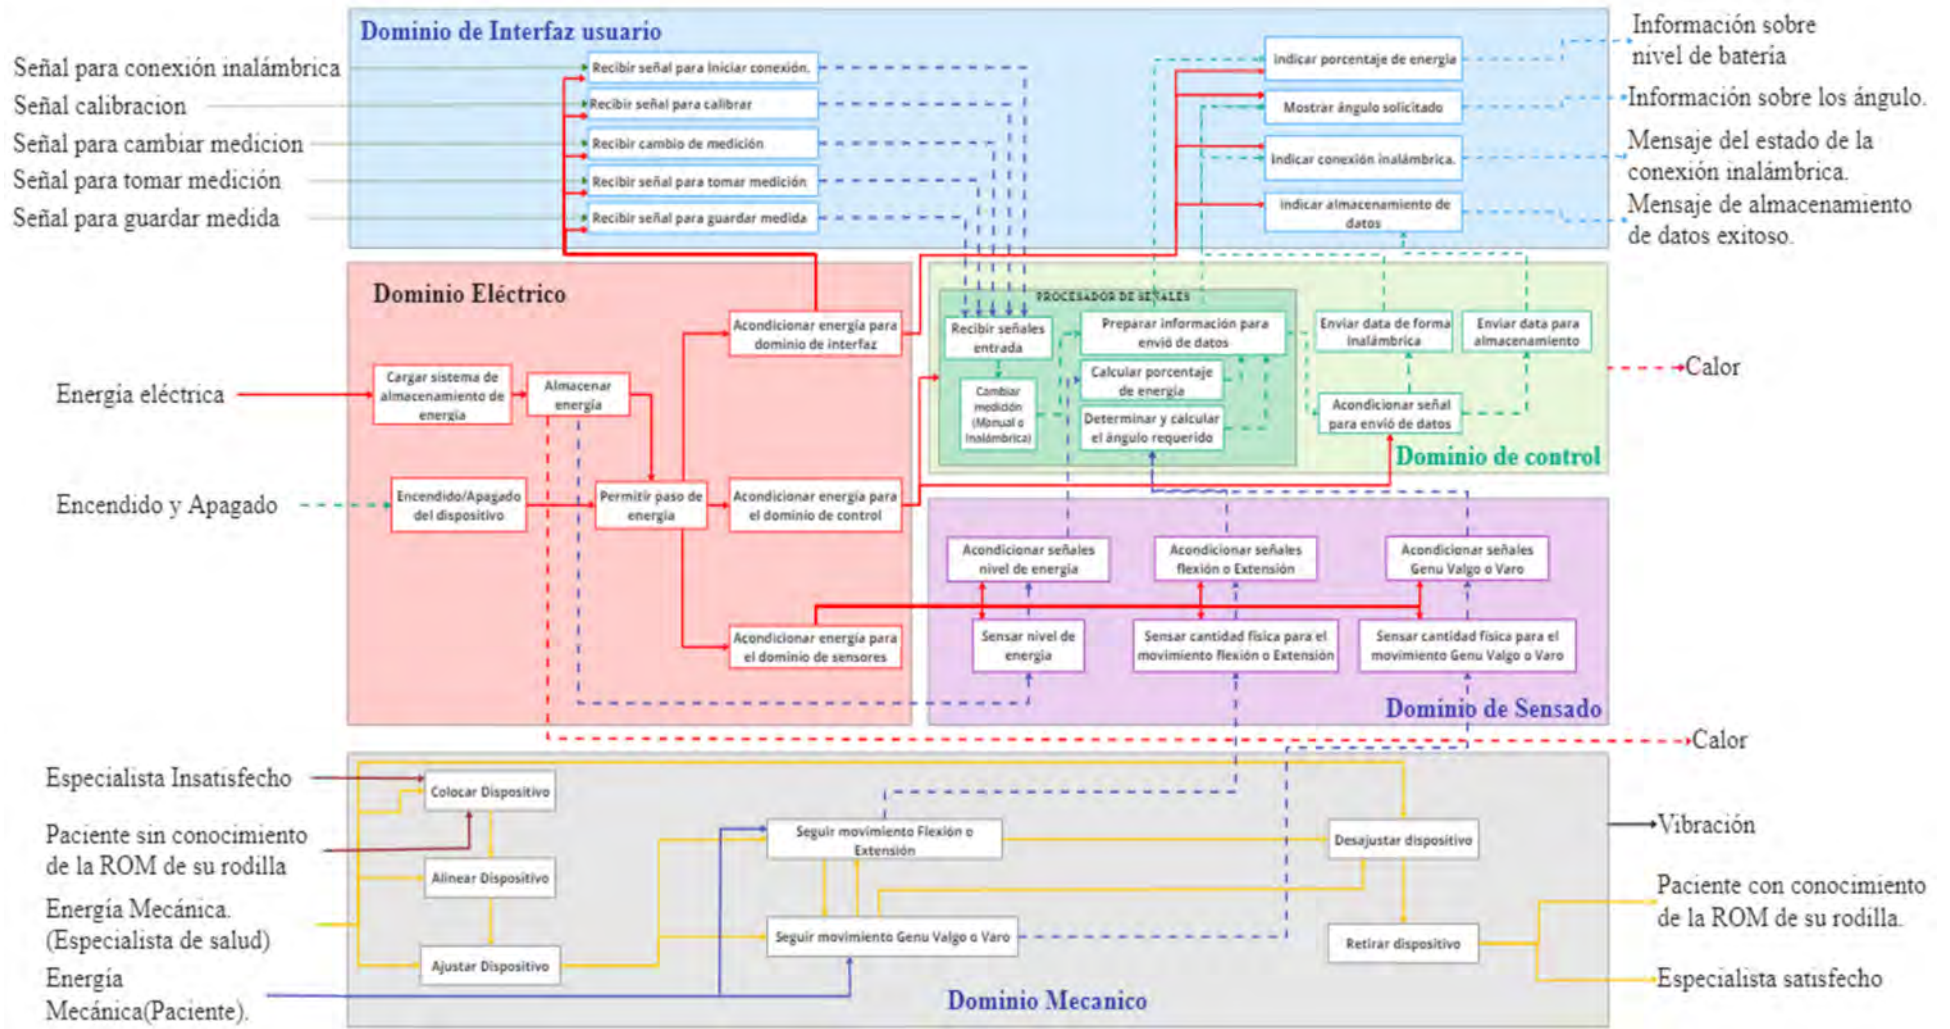 Dominio de Interfaz usuario
Señal para conexión inalámbrica
Señal calibracion
Señal para cambiar medicion
Señal para tomar medición
Señal para guardar medida
Recibir señal para Iniciar conexión.
Recibir señal para calibrar
Recibir cambio de medición
Recibir señal para tomar medición
Recibir señal para guardar medida
Indicar porcentaje de energia
Mostrar ángulo solicitado
Indicar conexión inalámbrica.
Indicar almacenamiento de
datos
Información sobre
nivel de batería
Información sobre los ángulo.
Mensaje del estado de la
conexión inalámbrica.
Mensaje de almacenamiento
de datos exitoso.
Dominio Eléctrico
Energía eléctrica
Encendido y Apagado
Cargar sistema de
almacenamiento de
energía
Almacenar
energía
Encendido/Apagado
del dispositivo
Permitir paso de
energía
Acondicionar energía para
dominio de interfaz
Acondicionar energía para
el dominio de control
Acondicionar energía para
el dominio de sensores
PROCESADOR DE SEÑALES
Recibir señales
entrada
Cambiar
medición
(Manual o
Inalámbrica)
Preparar información para
envió de datos
Calcular porcentaje
de energía
Determinar y calcular
el ángulo requerido
Enviar data de forma
inalámbrica
Enviar data para
almacenamiento
Acondicionar señal
para envió de datos
Dominio de control
Calor
Acondicionar señales
nivel de energía
Acondicionar señales
flexión o Extensión
Acondicionar señales
Genu Valgo o Varo
Sensar nivel de
energía
Sensar cantidad física para el
movimiento flexión o Extensión
Sensar cantidad física para el
movimiento Genu Valgo o Varo
Dominio de Sensado
Calor
Especialista Insatisfecho
Paciente sin conocimiento
de la ROM de su rodilla
Energía Mecánica.
(Especialista de salud)
Energía
Mecánica(Paciente).
Colocar Dispositivo
Alinear Dispositivo
Ajustar Dispositivo
Seguir movimiento Flexión o
Extensión
Seguir movimiento Genu Valgo o Varo
Desajustar dispositivo
Retirar dispositivo
Dominio Mecanico
Vibración
Paciente con conocimiento
de la ROM de su rodilla.
Especialista satisfecho